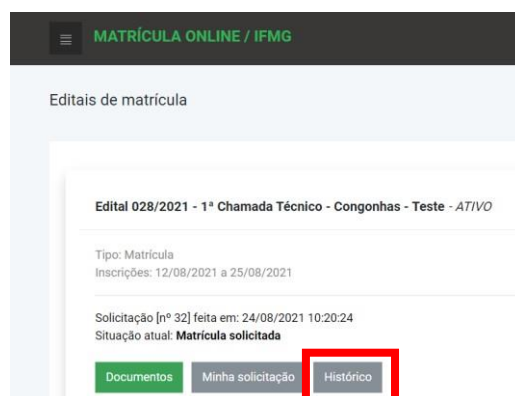 MATRÍCULA ONLINE / IFMG
Editais de matrícula
Edital 028/2021 - 1ª Chamada Técnico - Congonhas - Teste - ATIVO
Tipo: Matrícula
Inscrições: 12/08/2021 a 25/08/2021
Solicitação [nº 32] feita em: 24/08/2021 10:20:24
Situação atual: Matrícula solicitada
Documentos Minha solicitação Histórico